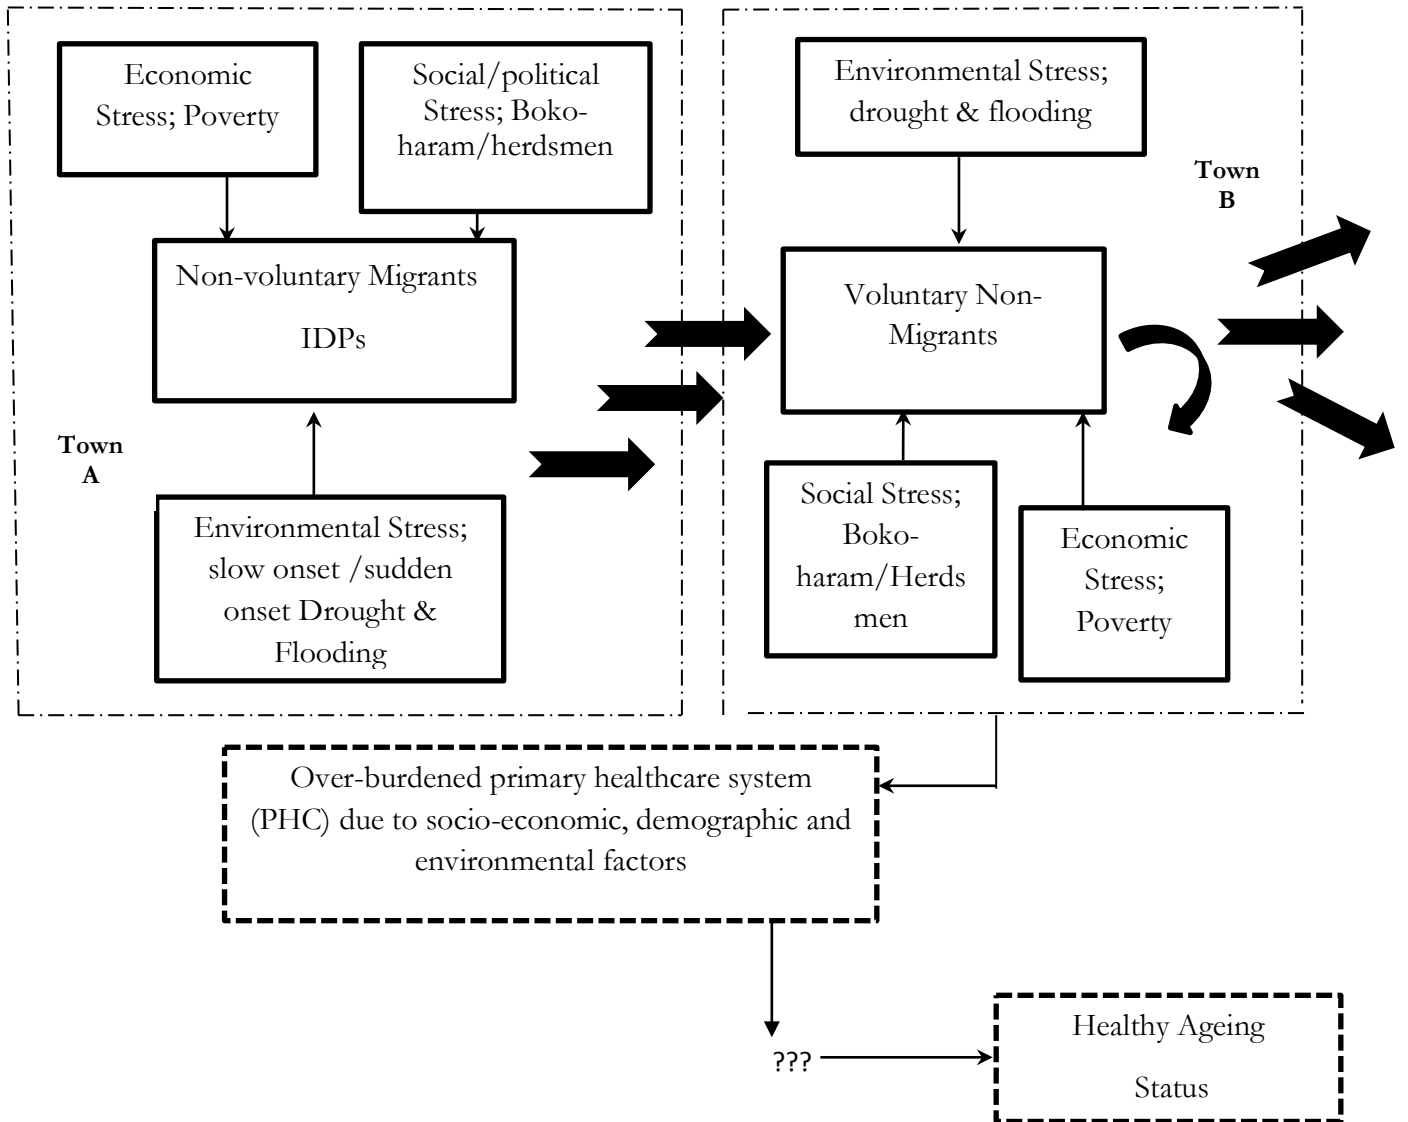 Economic
Stress; Poverty
Social/political
Stress; Boko-
haram/herdsmen
Non-voluntary Migrants
IDPs
Town
A
Environmental Stress;
slow onset /sudden
onset Drought &
Flooding
Environmental Stress;
drought & flooding
Town
B
Voluntary Non-
Migrants
Social Stress;
Boko-
haram/Herds
men
Economic
Stress;
Poverty
Over-burdened primary healthcare system
(PHC) due to socio-economic, demographic and
environmental factors
???
Healthy Ageing
Status